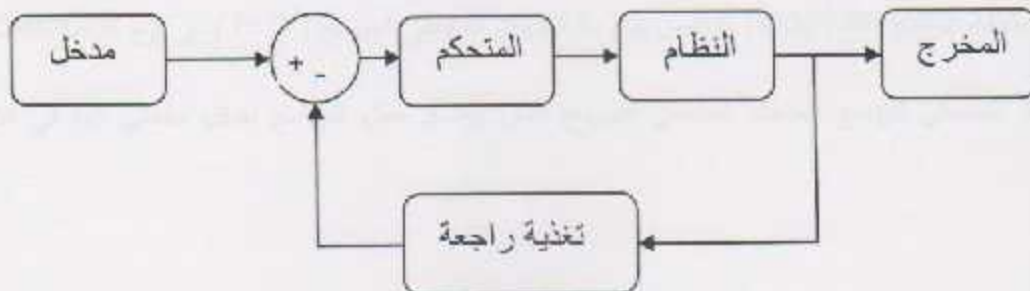 مدخل
+
-
المتحكم
النظام
المخرج
تغذية راجعة